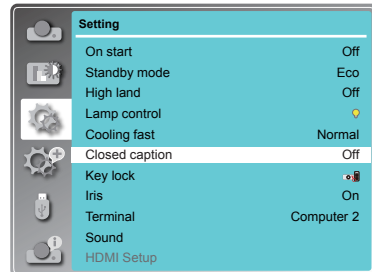 Setting
On start Off
Standby mode Eco
High land Off
Lamp control
Cooling fast Normal
Closed caption Off
Key lock
Iris On
Terminal Computer 2
Sound
HDMI Setup